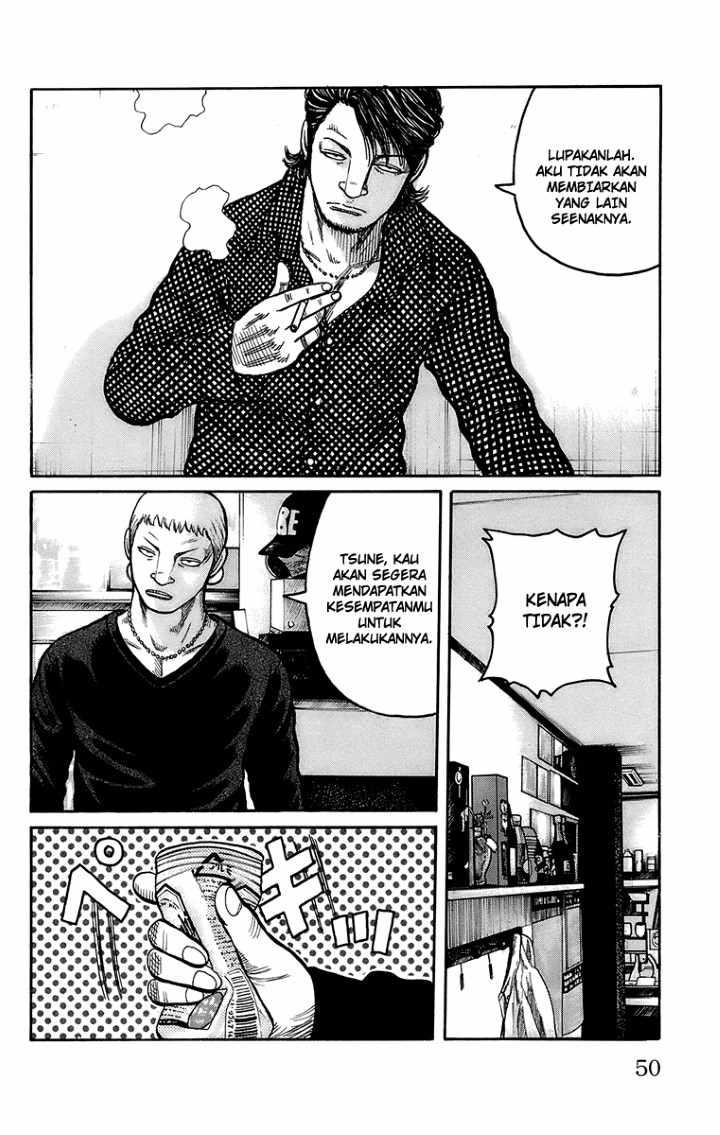 LUPAKANLAH.
AKU TIDAK AKAN
MEMBIARKAN
YANG LAIN
SEENAKNYA.
KENAPA
TIDAK?!
BE
TSUNE, KAU
AKAN SEGERA
MENDAPATKAN
KESEMPATANMU
UNTUK
MELAKUKANNYA.
ペキッ
50